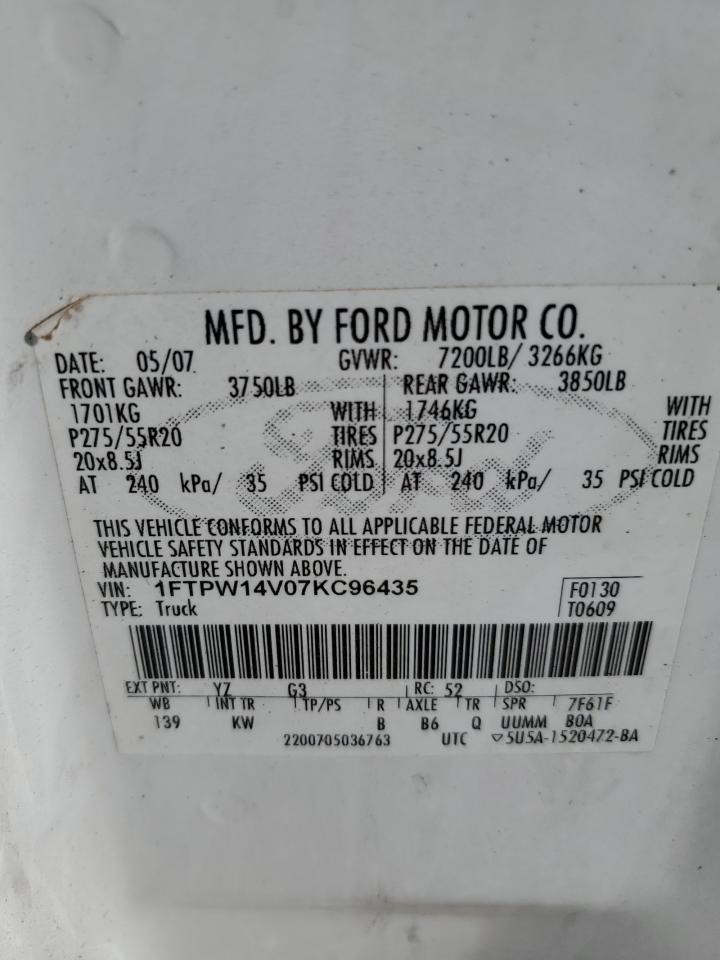 MFD. BY FORD MOTOR CO.
DATE: 05/07 GVWR: 7200LB/ 3266KG
FRONT GAWR: 3750LB REAR GAWR: 3850LB
1701KG WITH 1746KG WITH
P275/55R20 TIRES P275/55R20 TIRES
20x8.5J RIMS 20x8.5J RIMS
AT 240 kPa/ 35 PSI COLD AT 240 kPa/ 35 PSI COLD
THIS VEHICLE CONFORMS TO ALL APPLICABLE FEDERAL MOTOR
VEHICLE SAFETY STANDARDS IN EFFECT ON THE DATE OF
MANUFACTURE SHOWN ABOVE.
VIN: 1FTPW14V07KC96435 F0130
TYPE: Truck T0609
EXT PNT: YZ G3 RC: 52 DSO:
WB INT TR TP/PS R AXLE TR SPR 7F61F
139 KW B B6 Q UUMM BOA
2200705036763 UTC ▽5U5A-1520472-BA